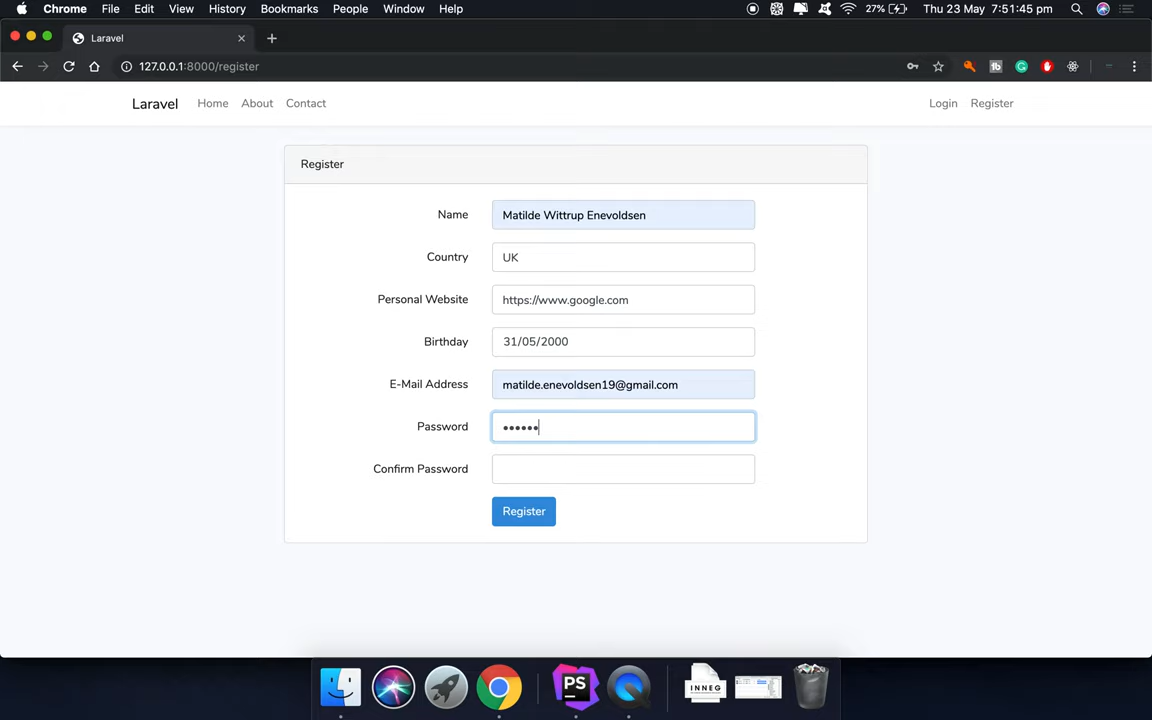 Chrome File Edit View History Bookmarks People Window Help 27% Thu 23 May 7:51:45 pm
Laravel
127.0.0.1:8000/register
Laravel Home About Contact Login Register
Register
Name Matilde Wittrup Enevoldsen
Country UK
Personal Website https://www.google.com
Birthday 31/05/2000
E-Mail Address matilde.enevoldsen19@gmail.com
Password ••••••
Confirm Password
Register
PS
INNEG